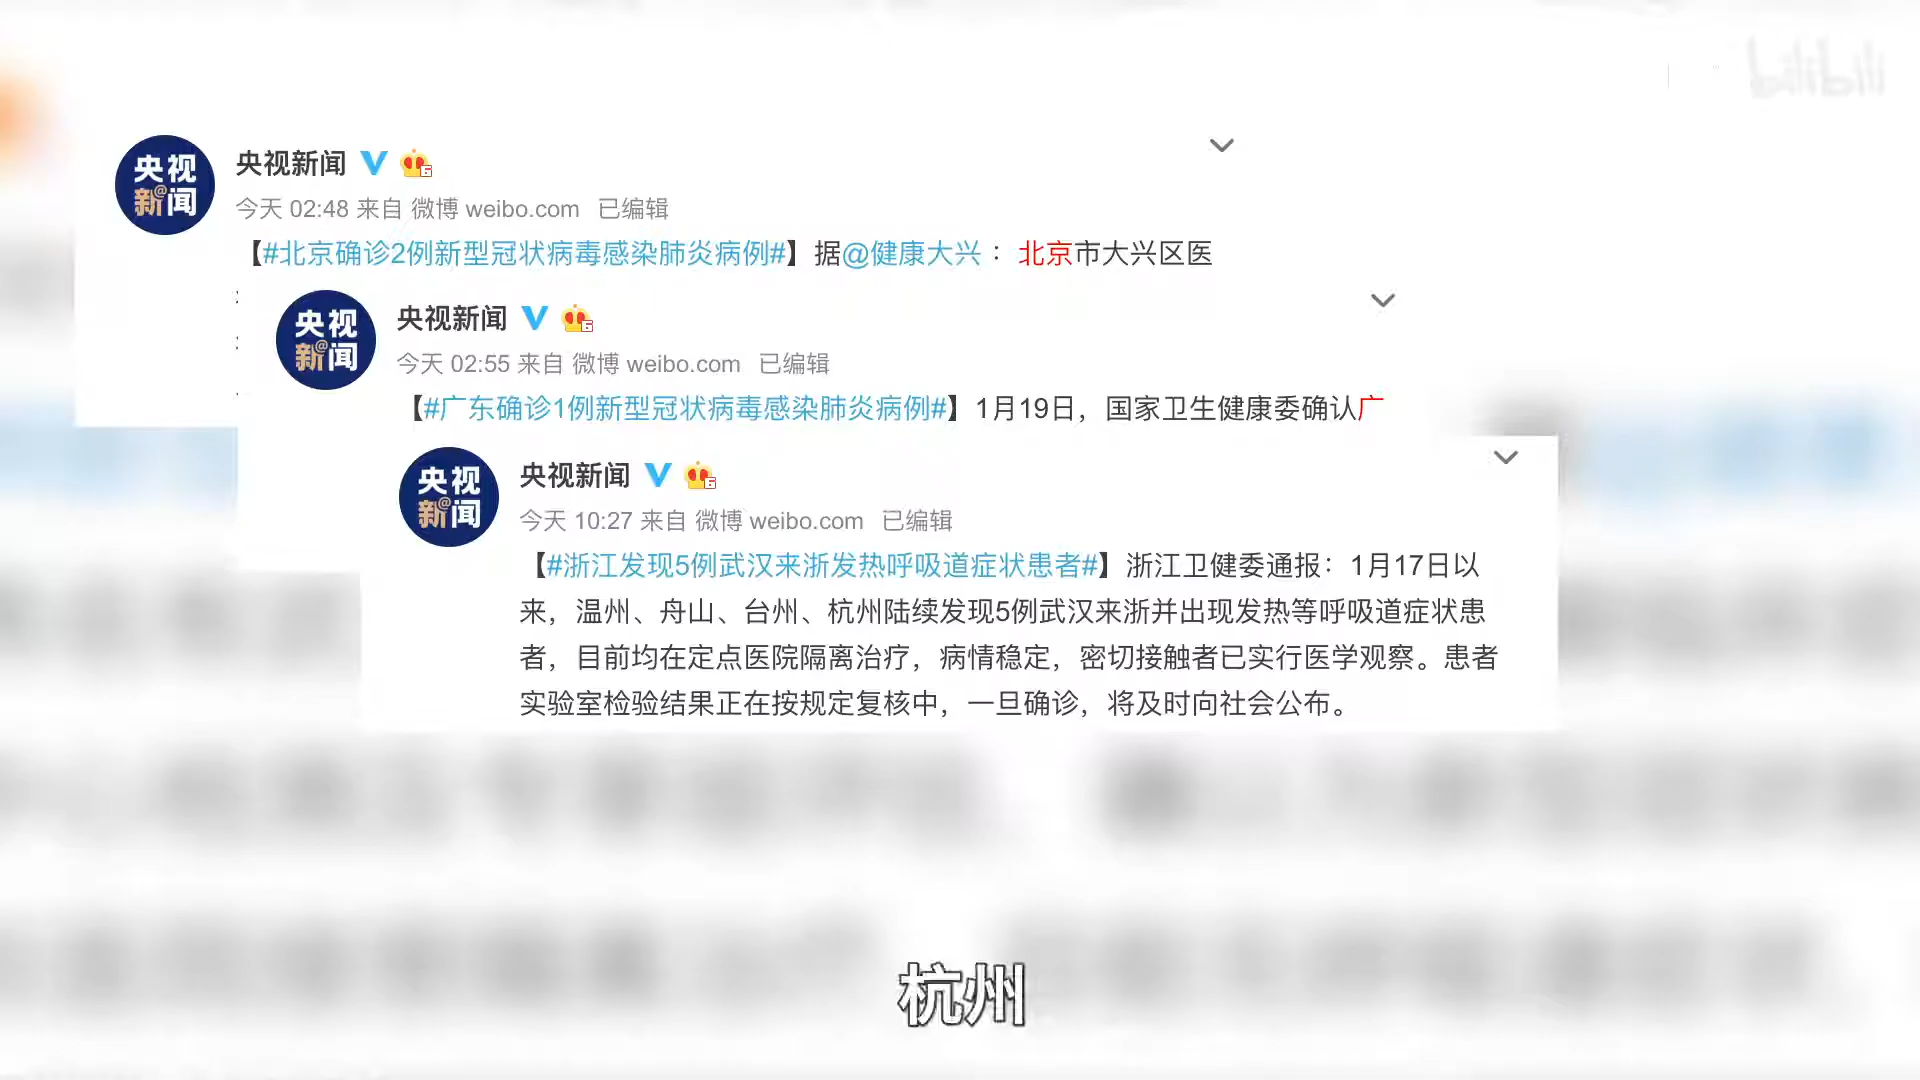 bilibili
央视新闻
央视新闻
今天 02:48 来自 微博 weibo.com 已编辑
【#北京确诊2例新型冠状病毒感染肺炎病例#】据@健康大兴：北京市大兴区医
央视新闻
央视新闻
今天 02:55 来自 微博 weibo.com 已编辑
【#广东确诊1例新型冠状病毒感染肺炎病例#】1月19日，国家卫生健康委确认广
央视新闻
央视新闻
今天 10:27 来自 微博 weibo.com 已编辑
【#浙江发现5例武汉来浙发热呼吸道症状患者#】浙江卫健委通报：1月17日以
来，温州、舟山、台州、杭州陆续发现5例武汉来浙并出现发热等呼吸道症状患
者，目前均在定点医院隔离治疗，病情稳定，密切接触者已实行医学观察。患者
实验室检验结果正在按规定复核中，一旦确诊，将及时向社会公布。
杭州